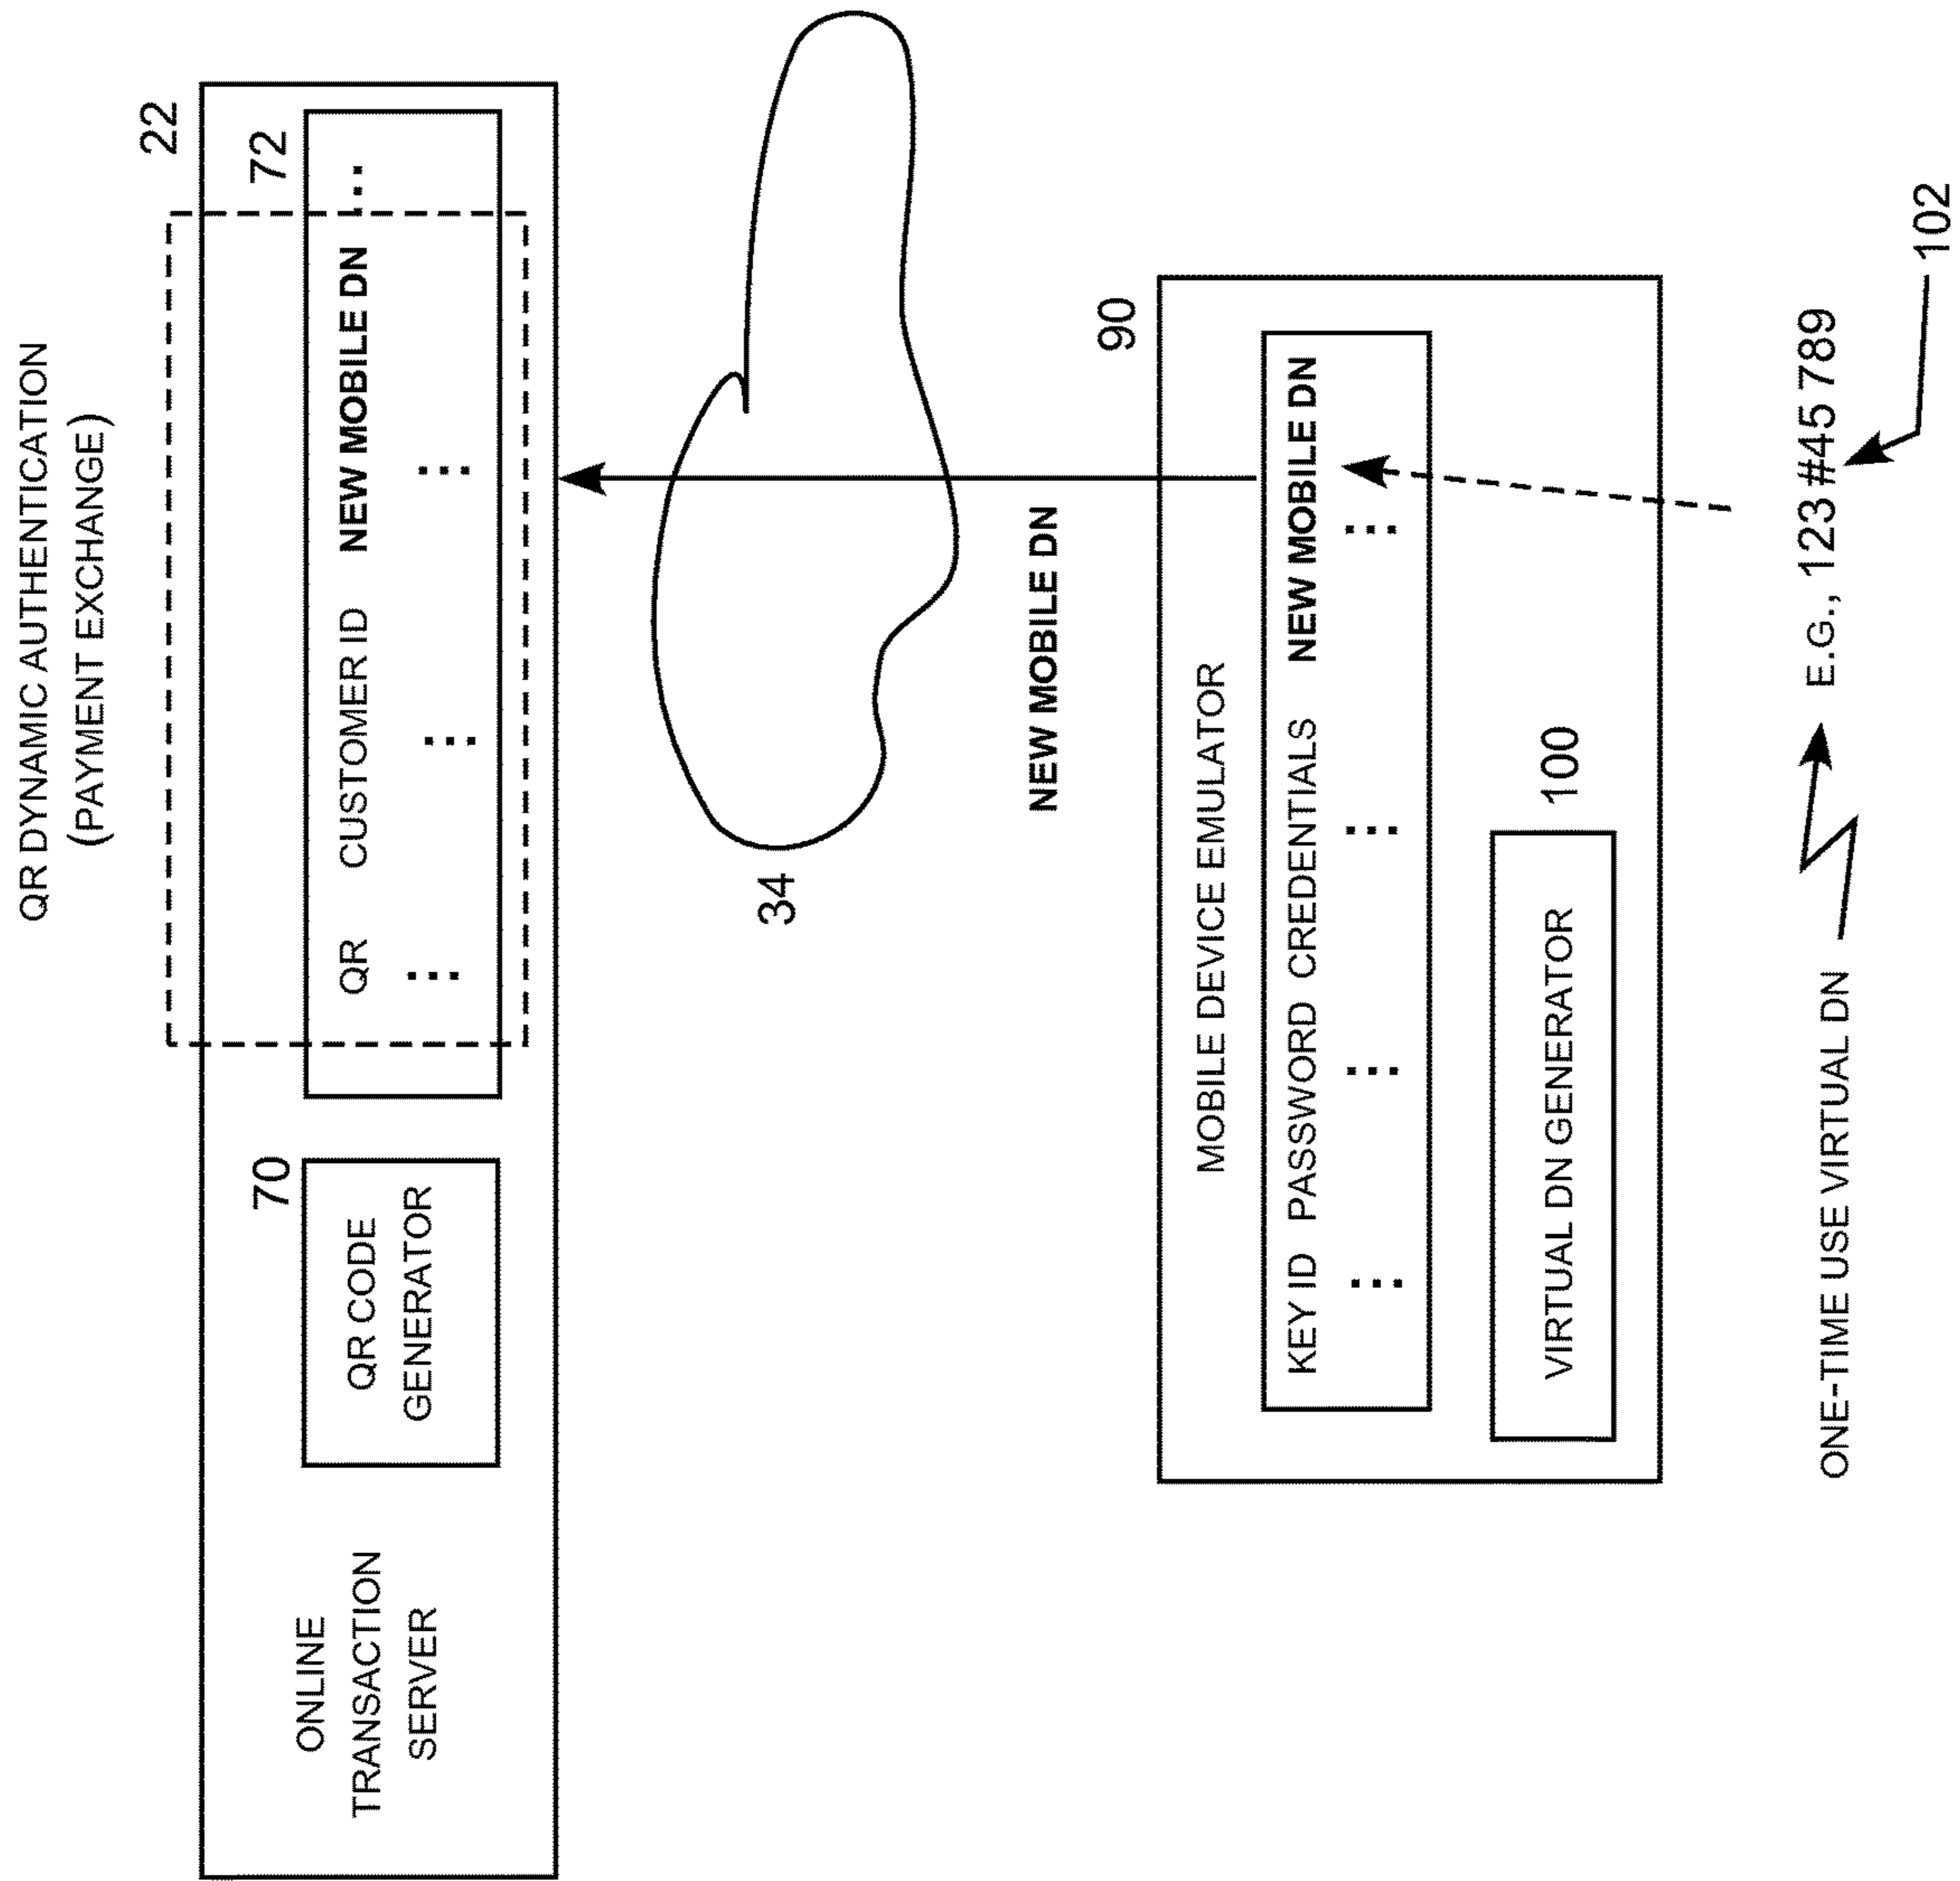 QR DYNAMIC AUTHENTICATION
(PAYMENT EXCHANGE)
22
72
ONLINE
TRANSACTION
SERVER
70
QR CODE
GENERATOR
QR CUSTOMER ID NEW MOBILE DN ...
... ... ...
34
NEW MOBILE DN
90
MOBILE DEVICE EMULATOR
KEY ID PASSWORD CREDENTIALS NEW MOBILE DN
... ... ... ...
100
VIRTUAL DN GENERATOR
ONE-TIME USE VIRTUAL DN
E.G., 123#45 789
102